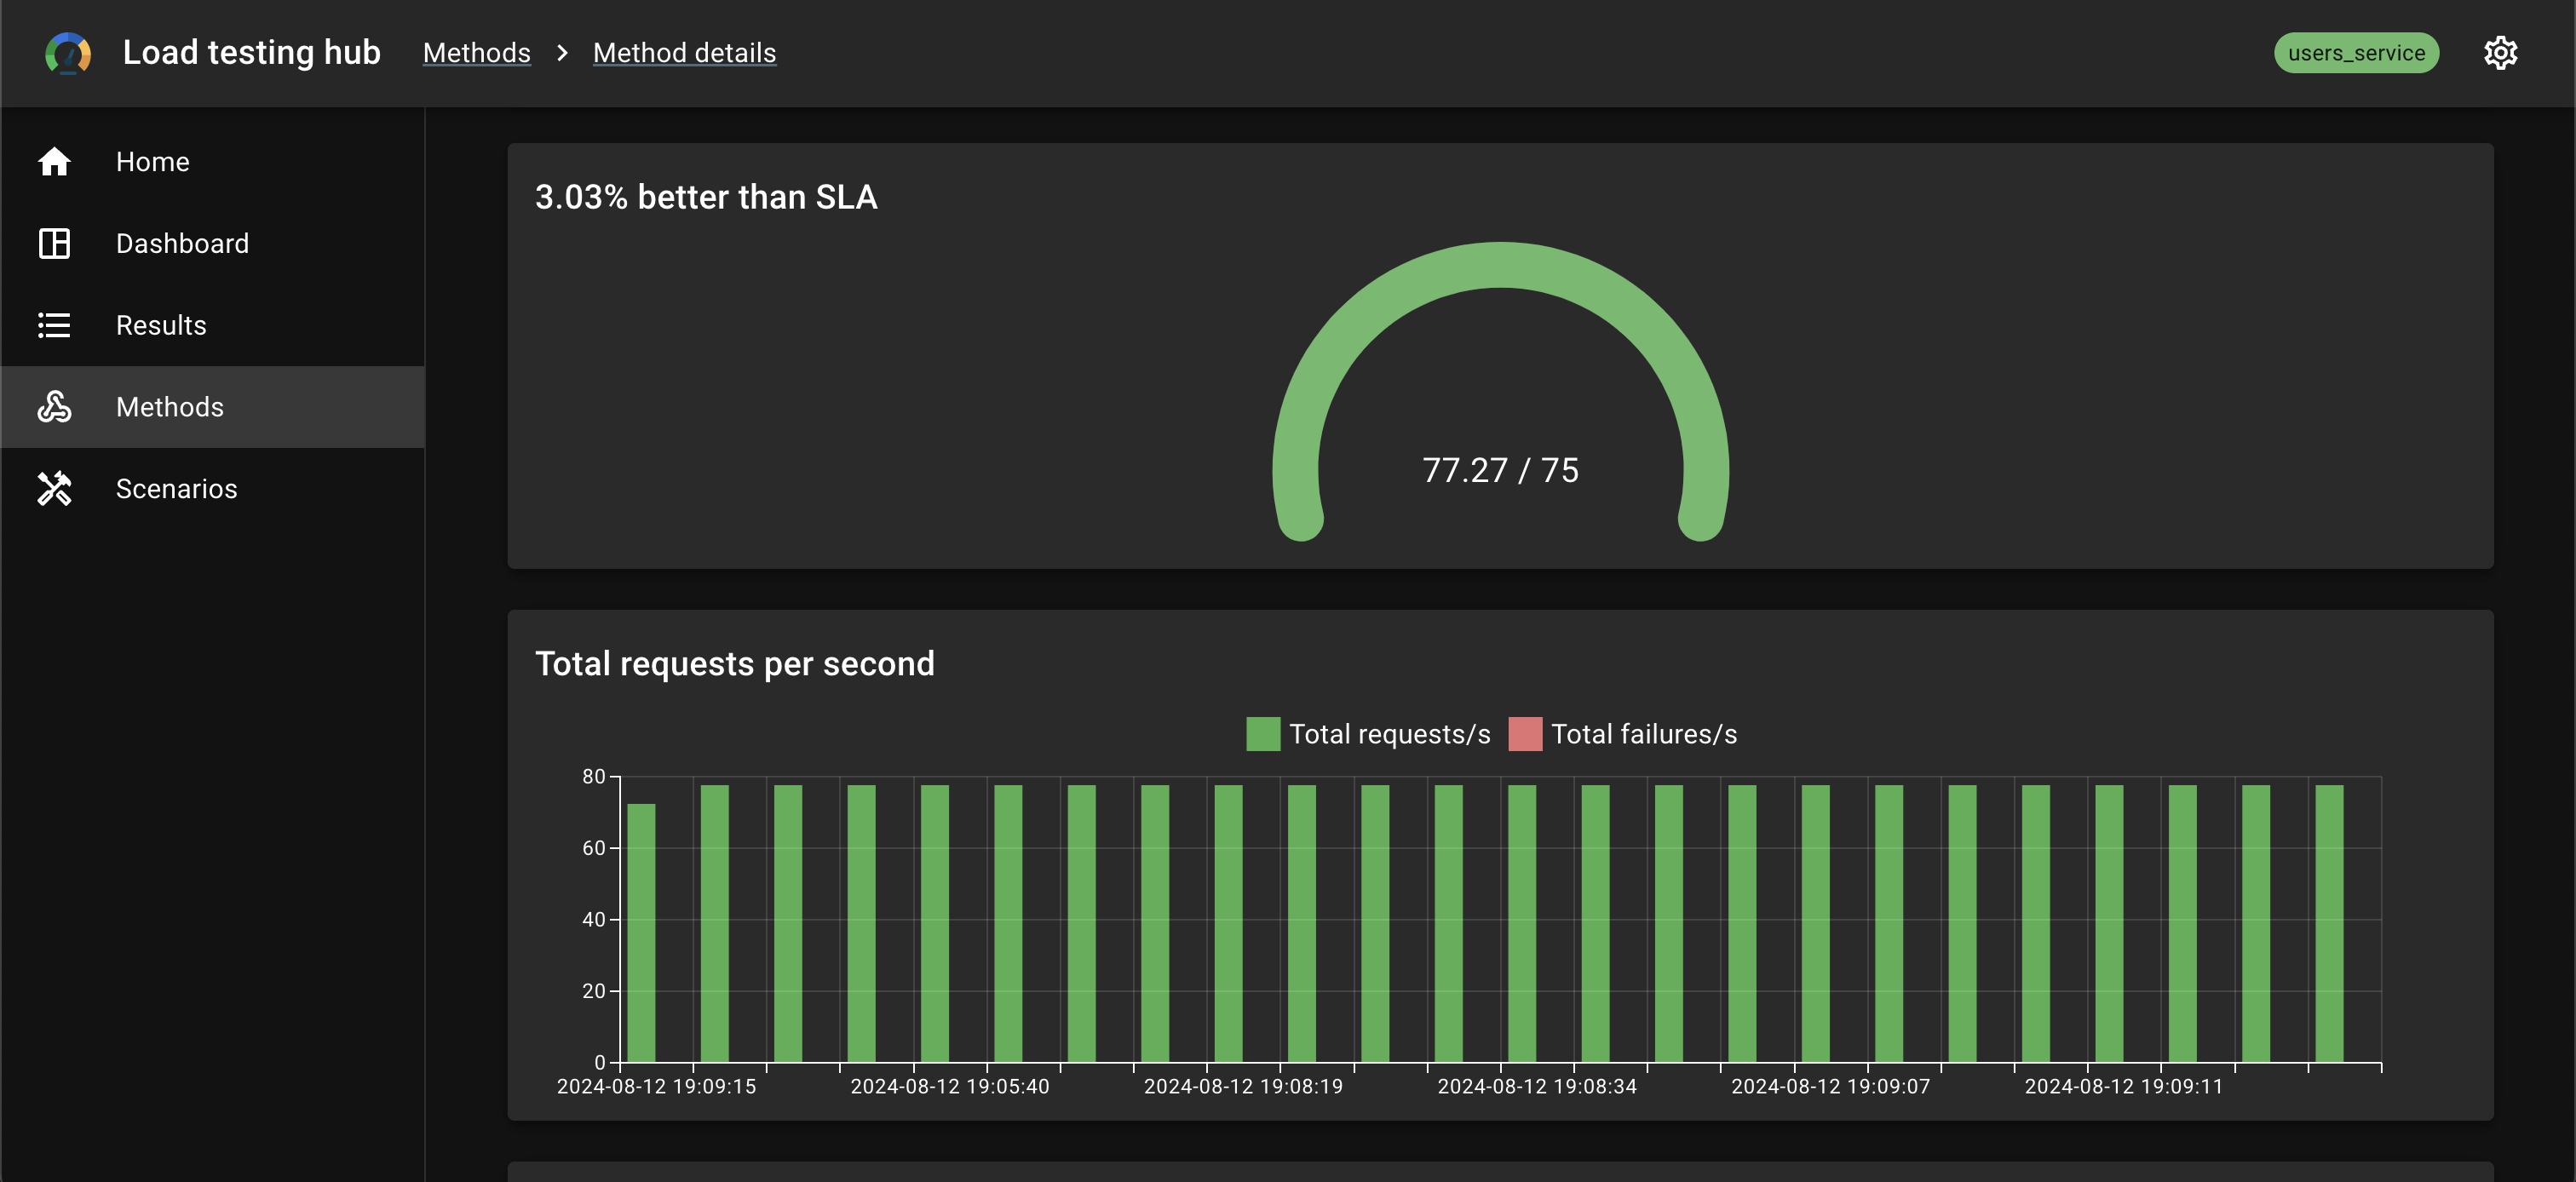 Load testing hub
Methods > Method details
users_service
Home
Dashboard
Results
Methods
Scenarios
3.03% better than SLA
77.27 / 75
Total requests per second
Total requests/s
Total failures/s
80
60
40
20
0
2024-08-12 19:09:15
2024-08-12 19:05:40
2024-08-12 19:08:19
2024-08-12 19:08:34
2024-08-12 19:09:07
2024-08-12 19:09:11